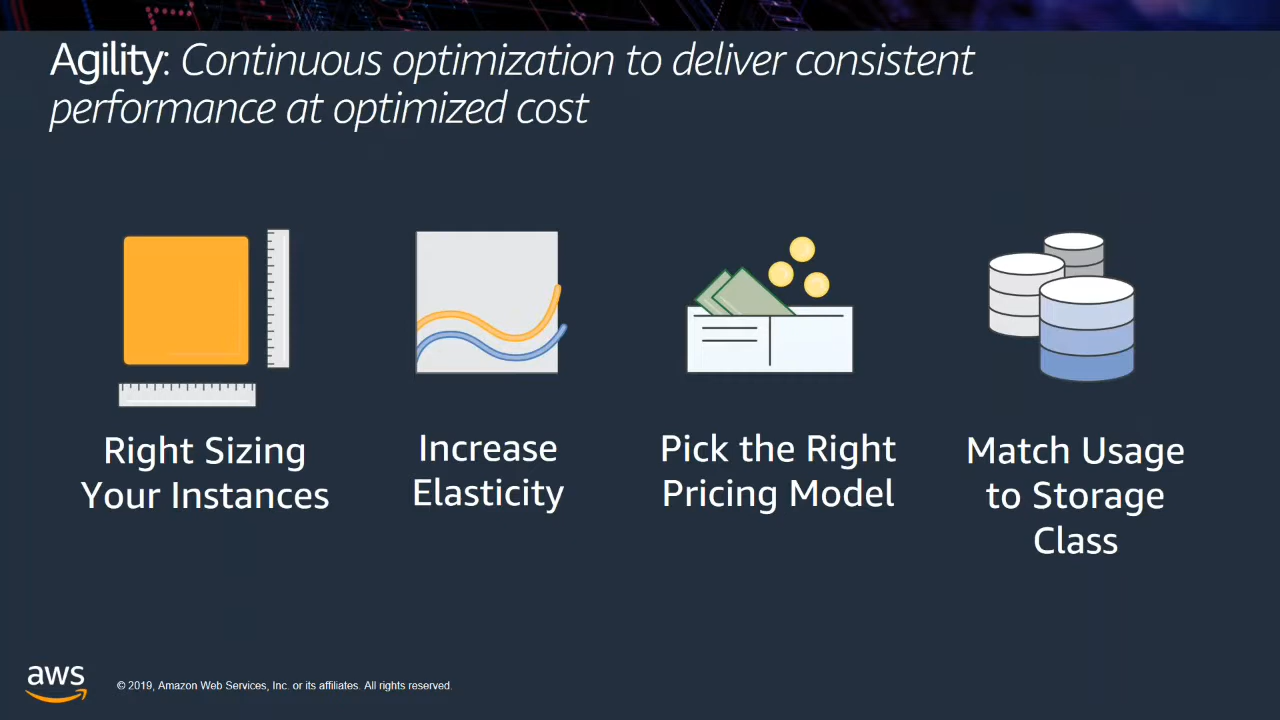 Agility: Continuous optimization to deliver consistent
performance at optimized cost
Right Sizing
Your Instances
Increase
Elasticity
Pick the Right
Pricing Model
Match Usage
to Storage
Class
aws
© 2019, Amazon Web Services, Inc. or its affiliates. All rights reserved.